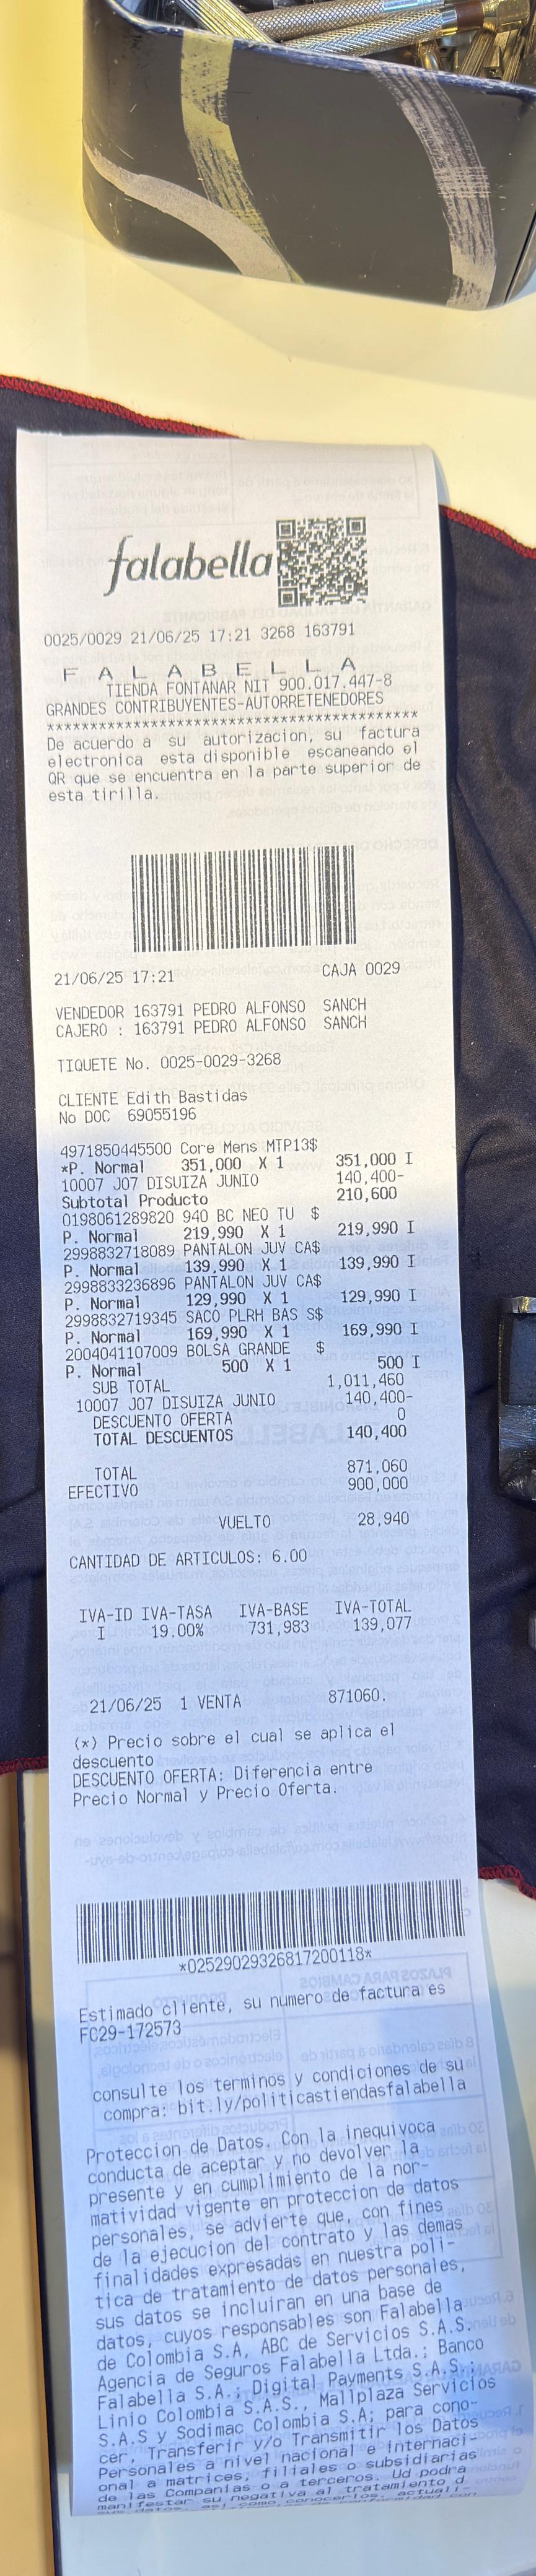 falabella
0025/0029 21/06/25 17:21 3268 163791
F A L A B E L L A
TIENDA FONTANAR NIT 900.017.447-8
GRANDES CONTRIBUYENTES-AUTORRETENEDORES
******************************************
De acuerdo a su autorizacion, su factura
electronica esta disponible escaneando el
QR que se encuentra en la parte superior de
esta tirilla.
21/06/25 17:21 CAJA 0029
VENDEDOR 163791 PEDRO ALFONSO SANCH
CAJERO : 163791 PEDRO ALFONSO SANCH
TIQUETE No. 0025-0029-3268
CLIENTE Edith Bastidas
No DOC 69055196
4971850445500 Core Mens MTP13$
*P. Normal 351,000 X 1 351,000 I
10007 J07 DISUIZA JUNIO 140,400-
Subtotal Producto 210,600
0198061289820 940 BC NEO TU $
P. Normal 219,990 X 1 219,990 I
2998832718089 PANTALON JUV CA$
P. Normal 139,990 X 1 139,990 I
2998833236896 PANTALON JUV CA$
P. Normal 129,990 X 1 129,990 I
2998832719345 SACO PLRH BAS S$
P. Normal 169,990 X 1 169,990 I
2004041107009 BOLSA GRANDE $
P. Normal 500 X 1 500 I
SUB TOTAL 1,011,460
10007 J07 DISUIZA JUNIO 140,400-
DESCUENTO OFERTA 0
TOTAL DESCUENTOS 140,400
TOTAL 871,060
EFECTIVO 900,000
VUELTO 28,940
CANTIDAD DE ARTICULOS: 6.00
IVA-ID IVA-TASA IVA-BASE IVA-TOTAL
I 19.00% 731,983 139,077
21/06/25 1 VENTA 871060.
(*) Precio sobre el cual se aplica el
descuento
DESCUENTO OFERTA: Diferencia entre
Precio Normal y Precio Oferta.
*02529029326817200118*
Estimado cliente, su numero de factura es
FC29-172573
consulte los terminos y condiciones de su
compra: bit.ly/politicastiendasfalabella
Proteccion de Datos. Con la inequivoca
conducta de aceptar y no devolver la
presente y en cumplimiento de la nor-
matividad vigente en proteccion de datos
personales, se advierte que, con fines
de la ejecucion del contrato y las demas
finalidades expresadas en nuestra poli-
tica de tratamiento de datos personales,
sus datos se incluiran en una base de
datos, cuyos responsables son Falabella
de Colombia S.A, ABC de Servicios S.A.S.
Agencia de Seguros Falabella Ltda.; Banco
Falabella S.A.; Digital Payments S.A.S.;
Linio Colombia S.A.S., Mallplaza Servicios
S.A.S y Sodimac Colombia S.A; para cono-
cer, Transferir y/o Transmitir los Datos
Personales a nivel nacional e internaci-
onal a matrices, filiales o subsidiarias
de las Companias o a terceros. Ud podra
manifestar su negativa al tratamiento d
sus datos, asi como conocerlos, actuali-